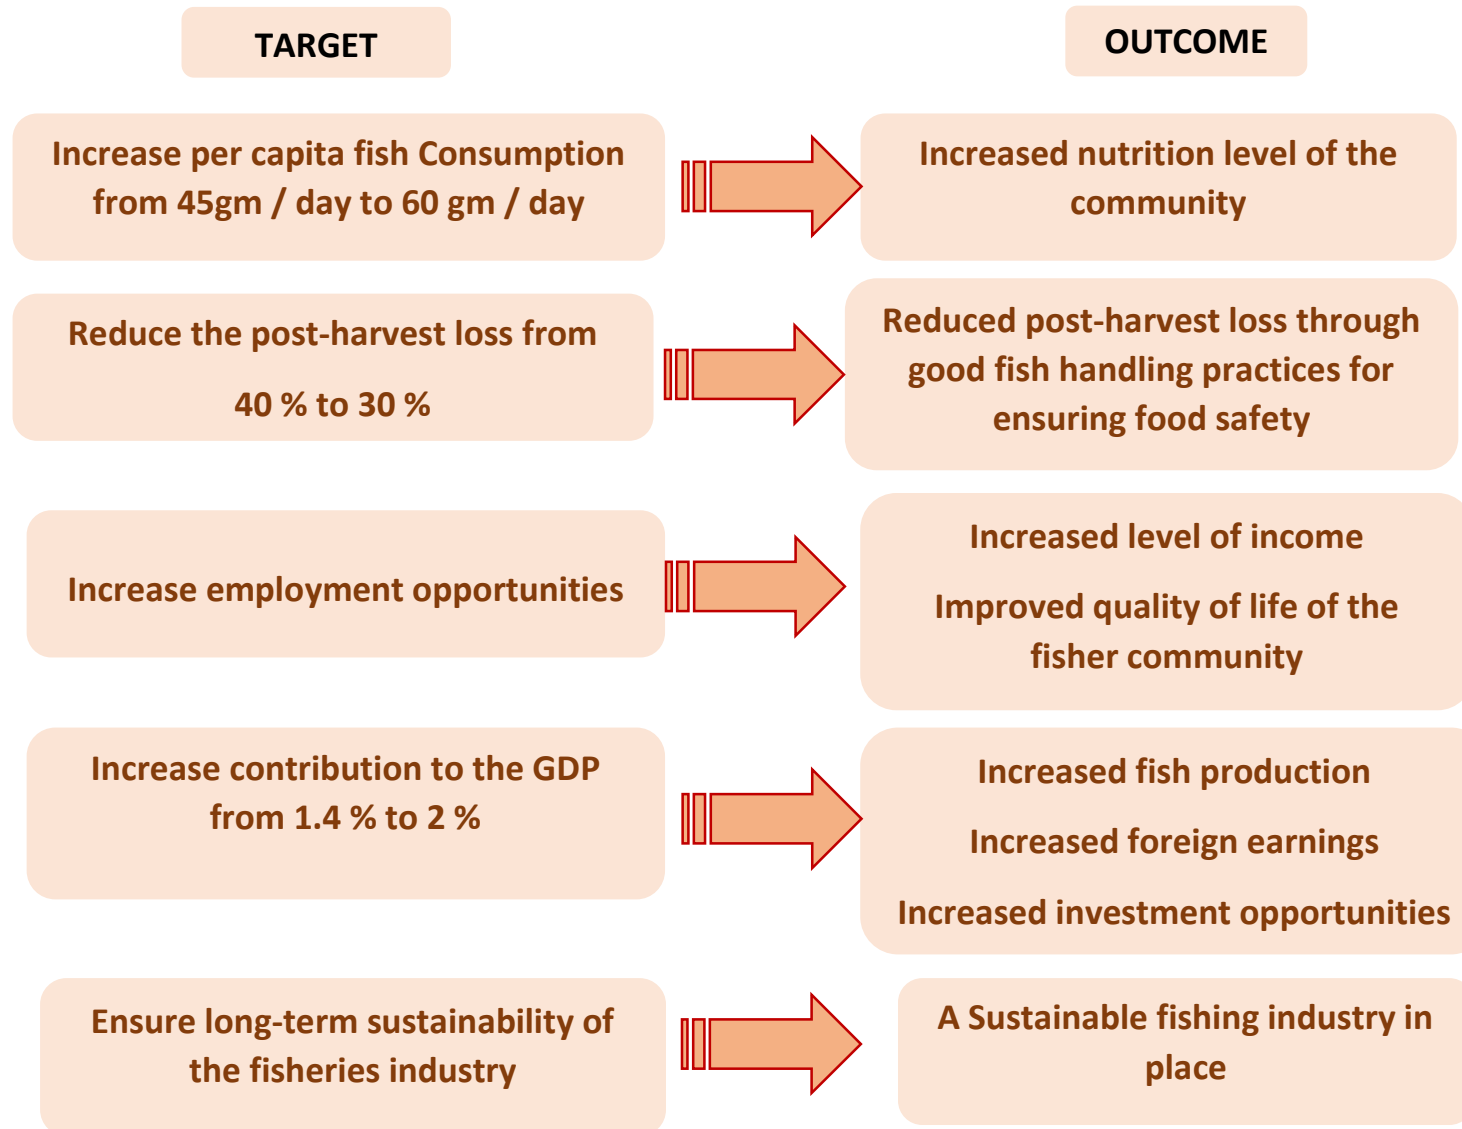 TARGET
OUTCOME
Increase per capita fish Consumption
from 45gm / day to 60 gm / day
Increased nutrition level of the
community
Reduce the post-harvest loss from
40 % to 30 %
Reduced post-harvest loss through
good fish handling practices for
ensuring food safety
Increase employment opportunities
Increased level of income
Improved quality of life of the
fisher community
Increase contribution to the GDP
from 1.4 % to 2 %
Increased fish production
Increased foreign earnings
Increased investment opportunities
Ensure long-term sustainability of
the fisheries industry
A Sustainable fishing industry in
place